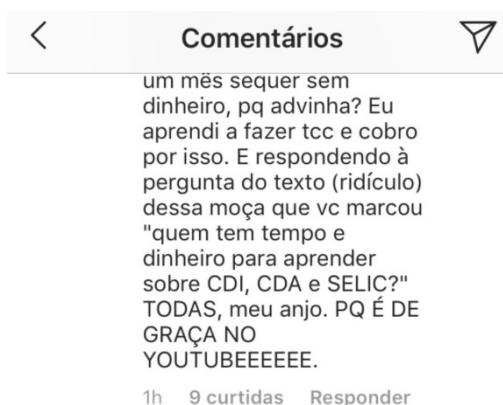 Comentários
um mês sequer sem
dinheiro, pq advinha? Eu
aprendi a fazer tcc e cobro
por isso. E respondendo à
pergunta do texto (ridículo)
dessa moça que vc marcou
"quem tem tempo e
dinheiro para aprender
sobre CDI, CDA e SELIC?"
TODAS, meu anjo. PQ É DE
GRAÇA NO
YOUTUBEEEEEE.
1h 9 curtidas Responder